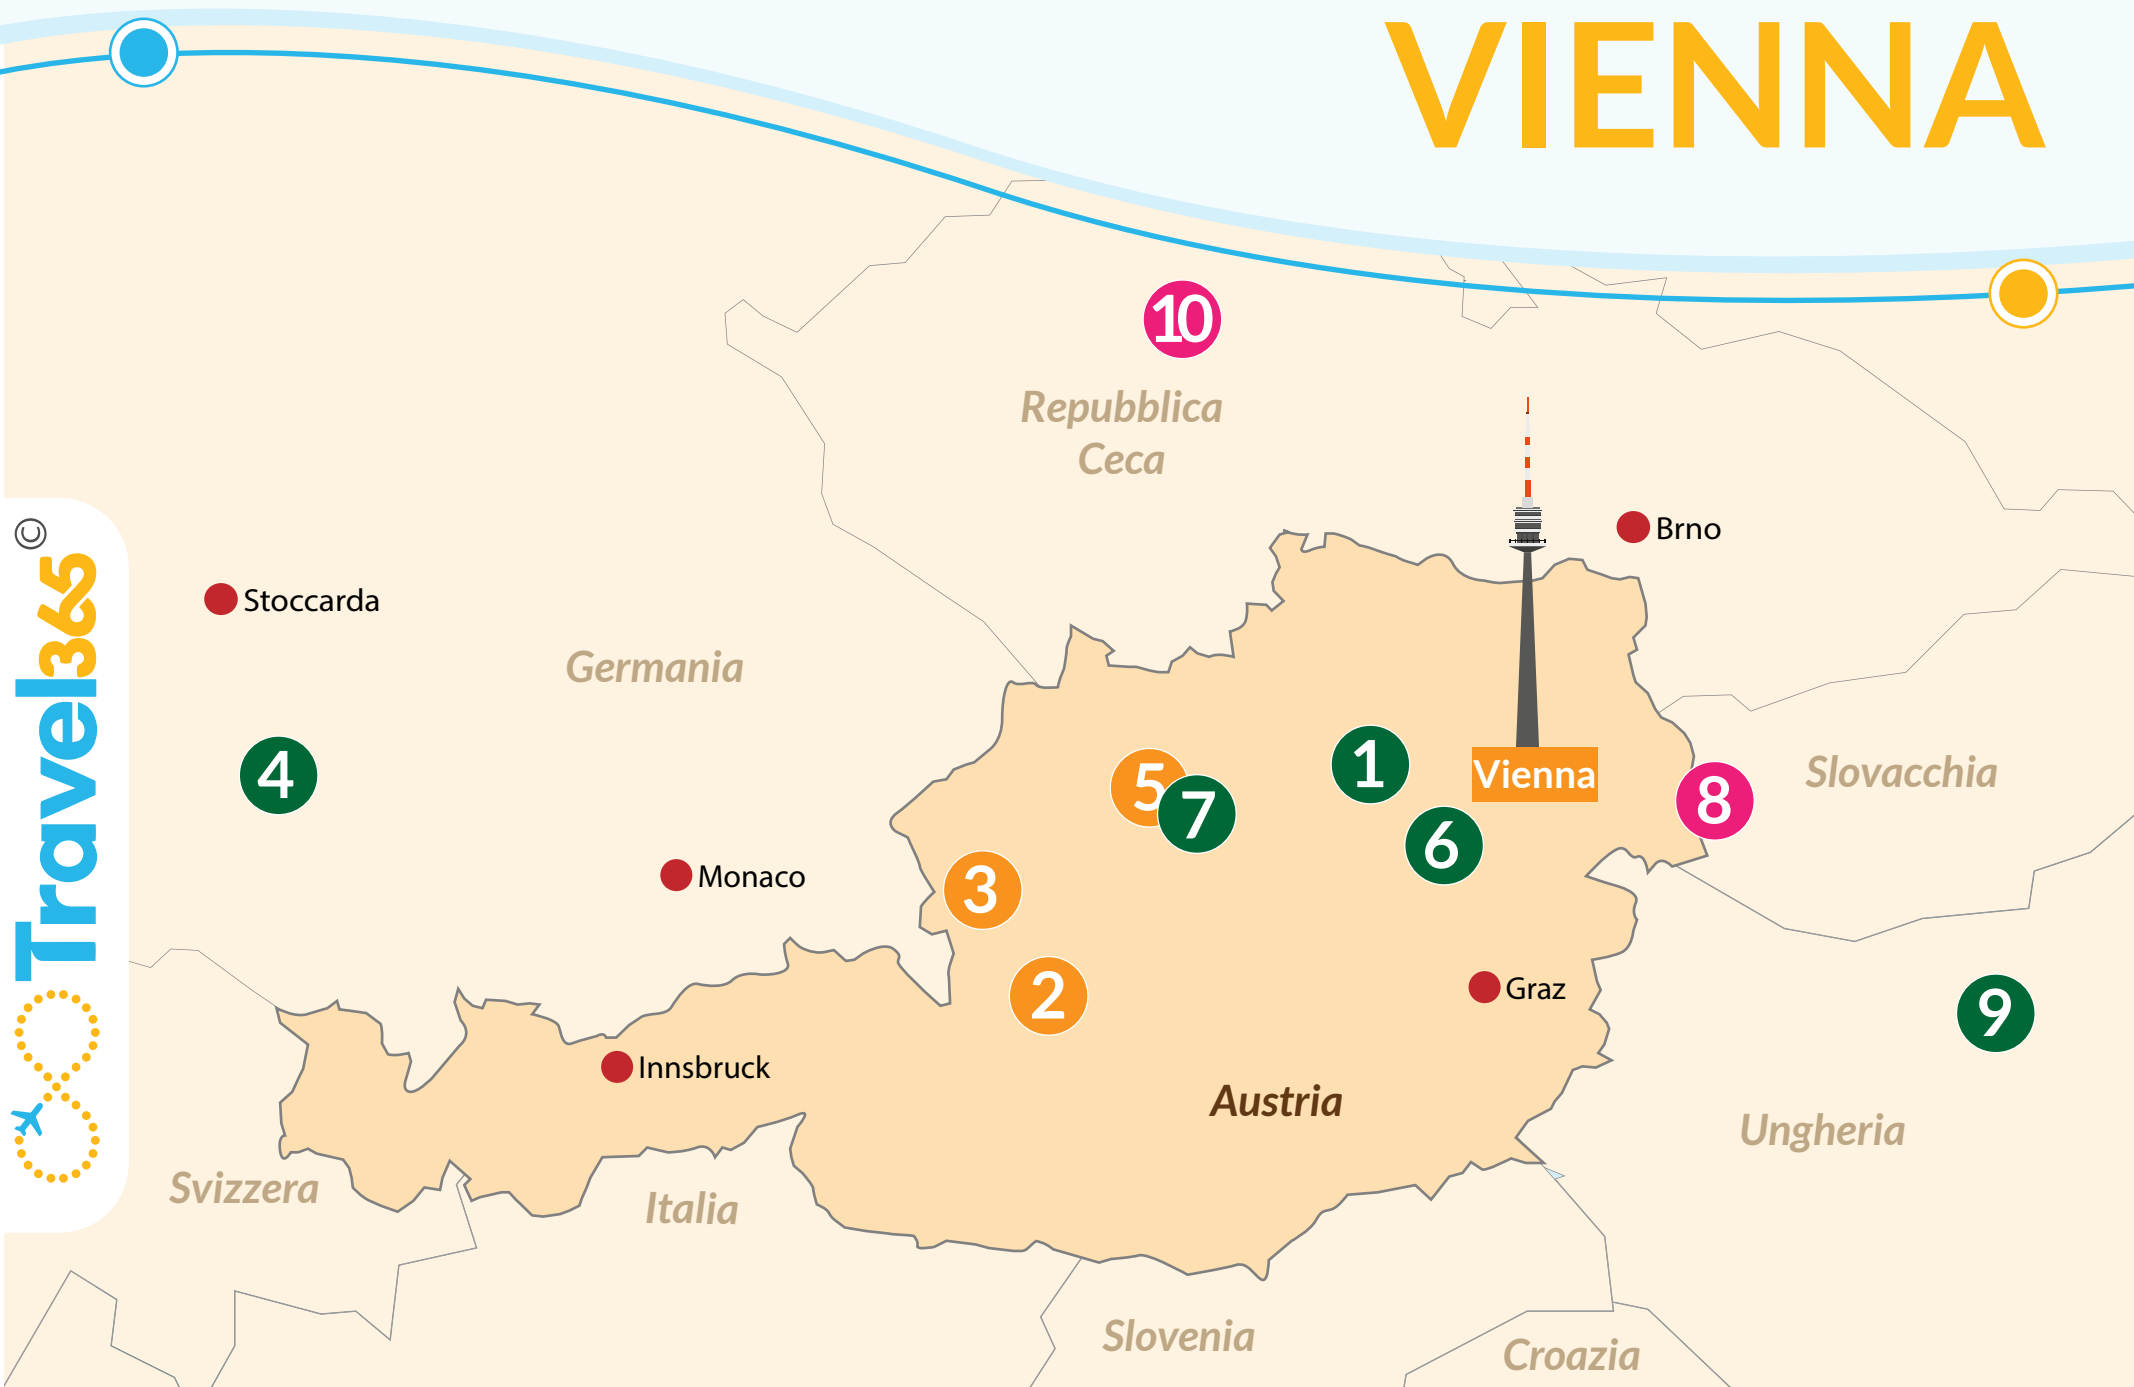 VIENNA
10
Repubblica
Ceca
Brno
©
Travel365
Stoccarda
Germania
4
5
7
1
Vienna
6
8
Slovacchia
Monaco
3
2
Graz
9
Innsbruck
Austria
Ungheria
Svizzera
Italia
Slovenia
Croazia